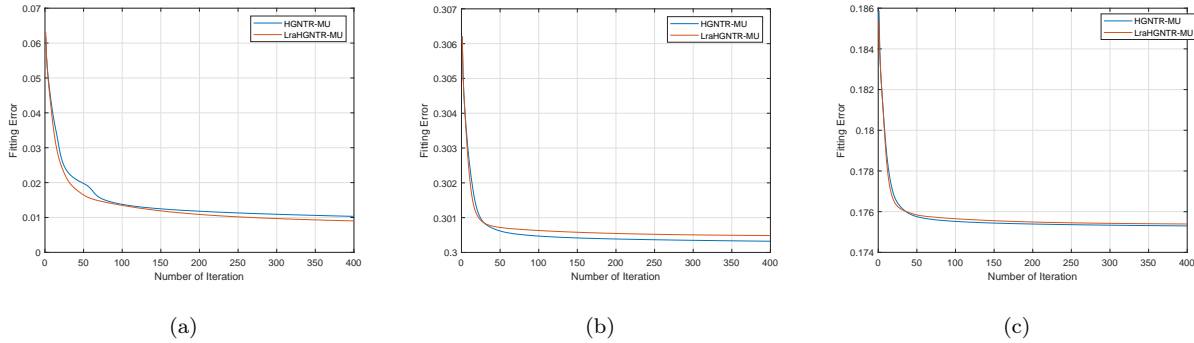 0.07
0.06
0.05
0.04
0.03
0.02
0.01
0
0 50 100 150 200 250 300 350 400
Fitting Error
Number of Iteration
HGNTR-MU
LraHGNTR-MU
(a)
0.307
0.306
0.305
0.304
0.303
0.302
0.301
0.3
0 50 100 150 200 250 300 350 400
Fitting Error
Number of Iteration
HGNTR-MU
LraHGNTR-MU
(b)
0.186
0.184
0.182
0.18
0.178
0.176
0.174
0 50 100 150 200 250 300 350 400
Fitting Error
Number of Iteration
HGNTR-MU
LraHGNTR-MU
(c)